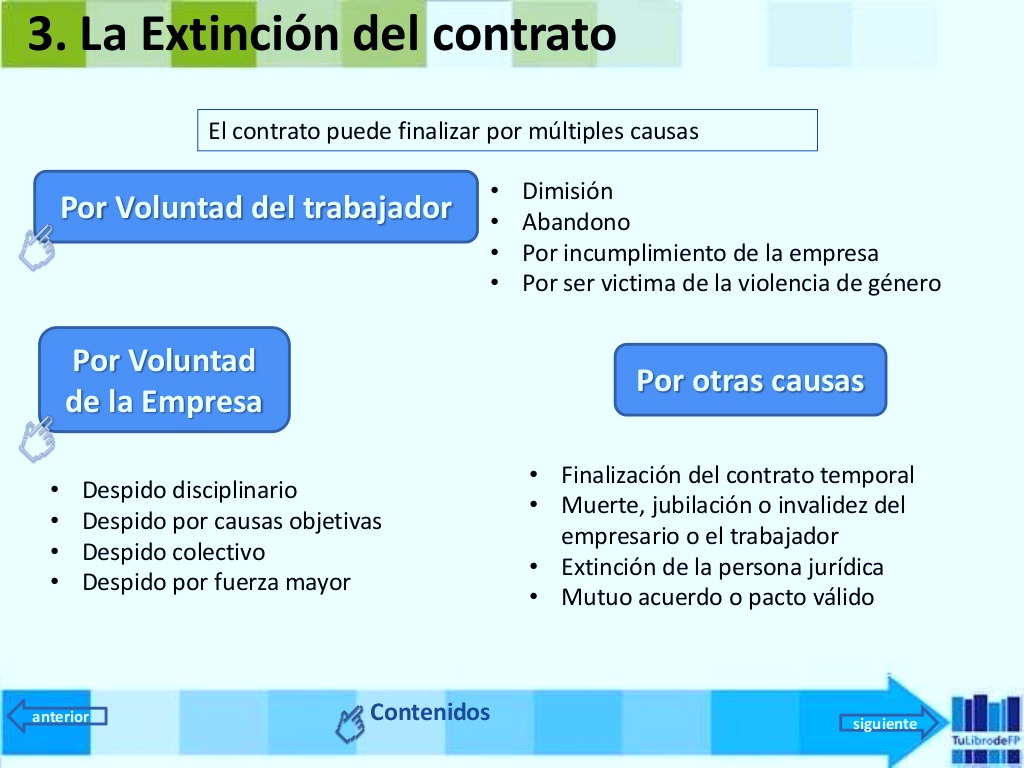 3. La Extinción del contrato
El contrato puede finalizar por múltiples causas
Por Voluntad del trabajador
• Dimisión
• Abandono
• Por incumplimiento de la empresa
• Por ser victima de la violencia de género
Por Voluntad
de la Empresa
• Despido disciplinario
• Despido por causas objetivas
• Despido colectivo
• Despido por fuerza mayor
Por otras causas
• Finalización del contrato temporal
• Muerte, jubilación o invalidez del
empresario o el trabajador
• Extinción de la persona jurídica
• Mutuo acuerdo o pacto válido
anterior
Contenidos
siguiente
TuLibrodeFP